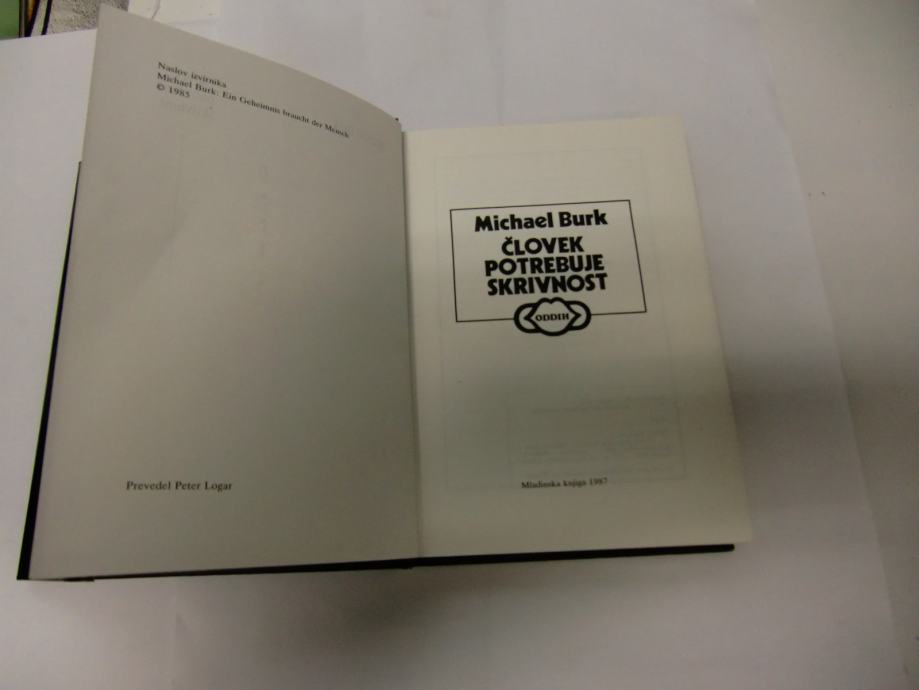 Naslov izvirnika
Michael Burk: Ein Geheimnis braucht der Mensch
© 1985
Prevedel Peter Logar
Michael Burk
ČLOVEK
POTREBUJE
SKRIVNOST
ODDIH
Mladinska knjiga 1987